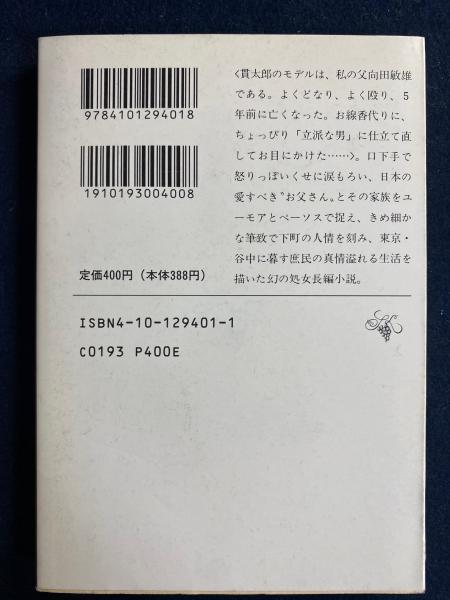 9784101294018
1910193004008
定価400円（本体388円）
〈貫太郎のモデルは、私の父向田敏雄
である。よくどなり、よく殴り、5
年前に亡くなった。お線香代りに、
ちょっぴり「立派な男」に仕立て直
してお目にかけた……〉。口下手で
怒りっぽいくせに涙もろい、日本の
愛すべき〝お父さん〟とその家族をユ
ーモアとペーソスで捉え、きめ細か
な筆致で下町の人情を刻み、東京・
谷中に暮す庶民の真情溢れる生活を
描いた幻の処女長編小説。
ISBN4-10-129401-1
C0193 P400E